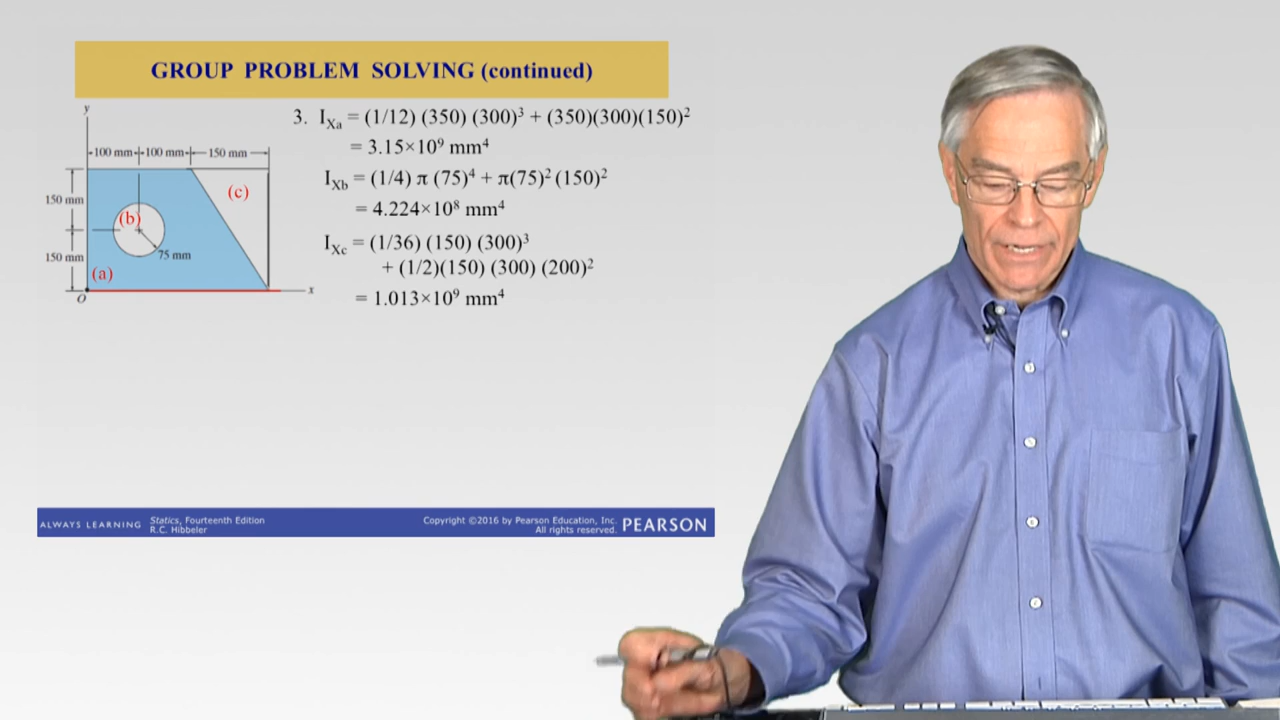 GROUP PROBLEM SOLVING (continued)
y
100 mm 100 mm 150 mm
150 mm
150 mm
(a)
(b)
(c)
75 mm
O
x
3. I_Xa = (1/12) (350) (300)³ + (350)(300)(150)²
= 3.15×10⁹ mm⁴
I_Xb = (1/4) π (75)⁴ + π(75)² (150)²
= 4.224×10⁸ mm⁴
I_Xc = (1/36) (150) (300)³
+ (1/2)(150) (300) (200)²
= 1.013×10⁹ mm⁴
ALWAYS LEARNING
Statics, Fourteenth Edition
R.C. Hibbeler
Copyright ©2016 by Pearson Education, Inc.
All rights reserved.
PEARSON